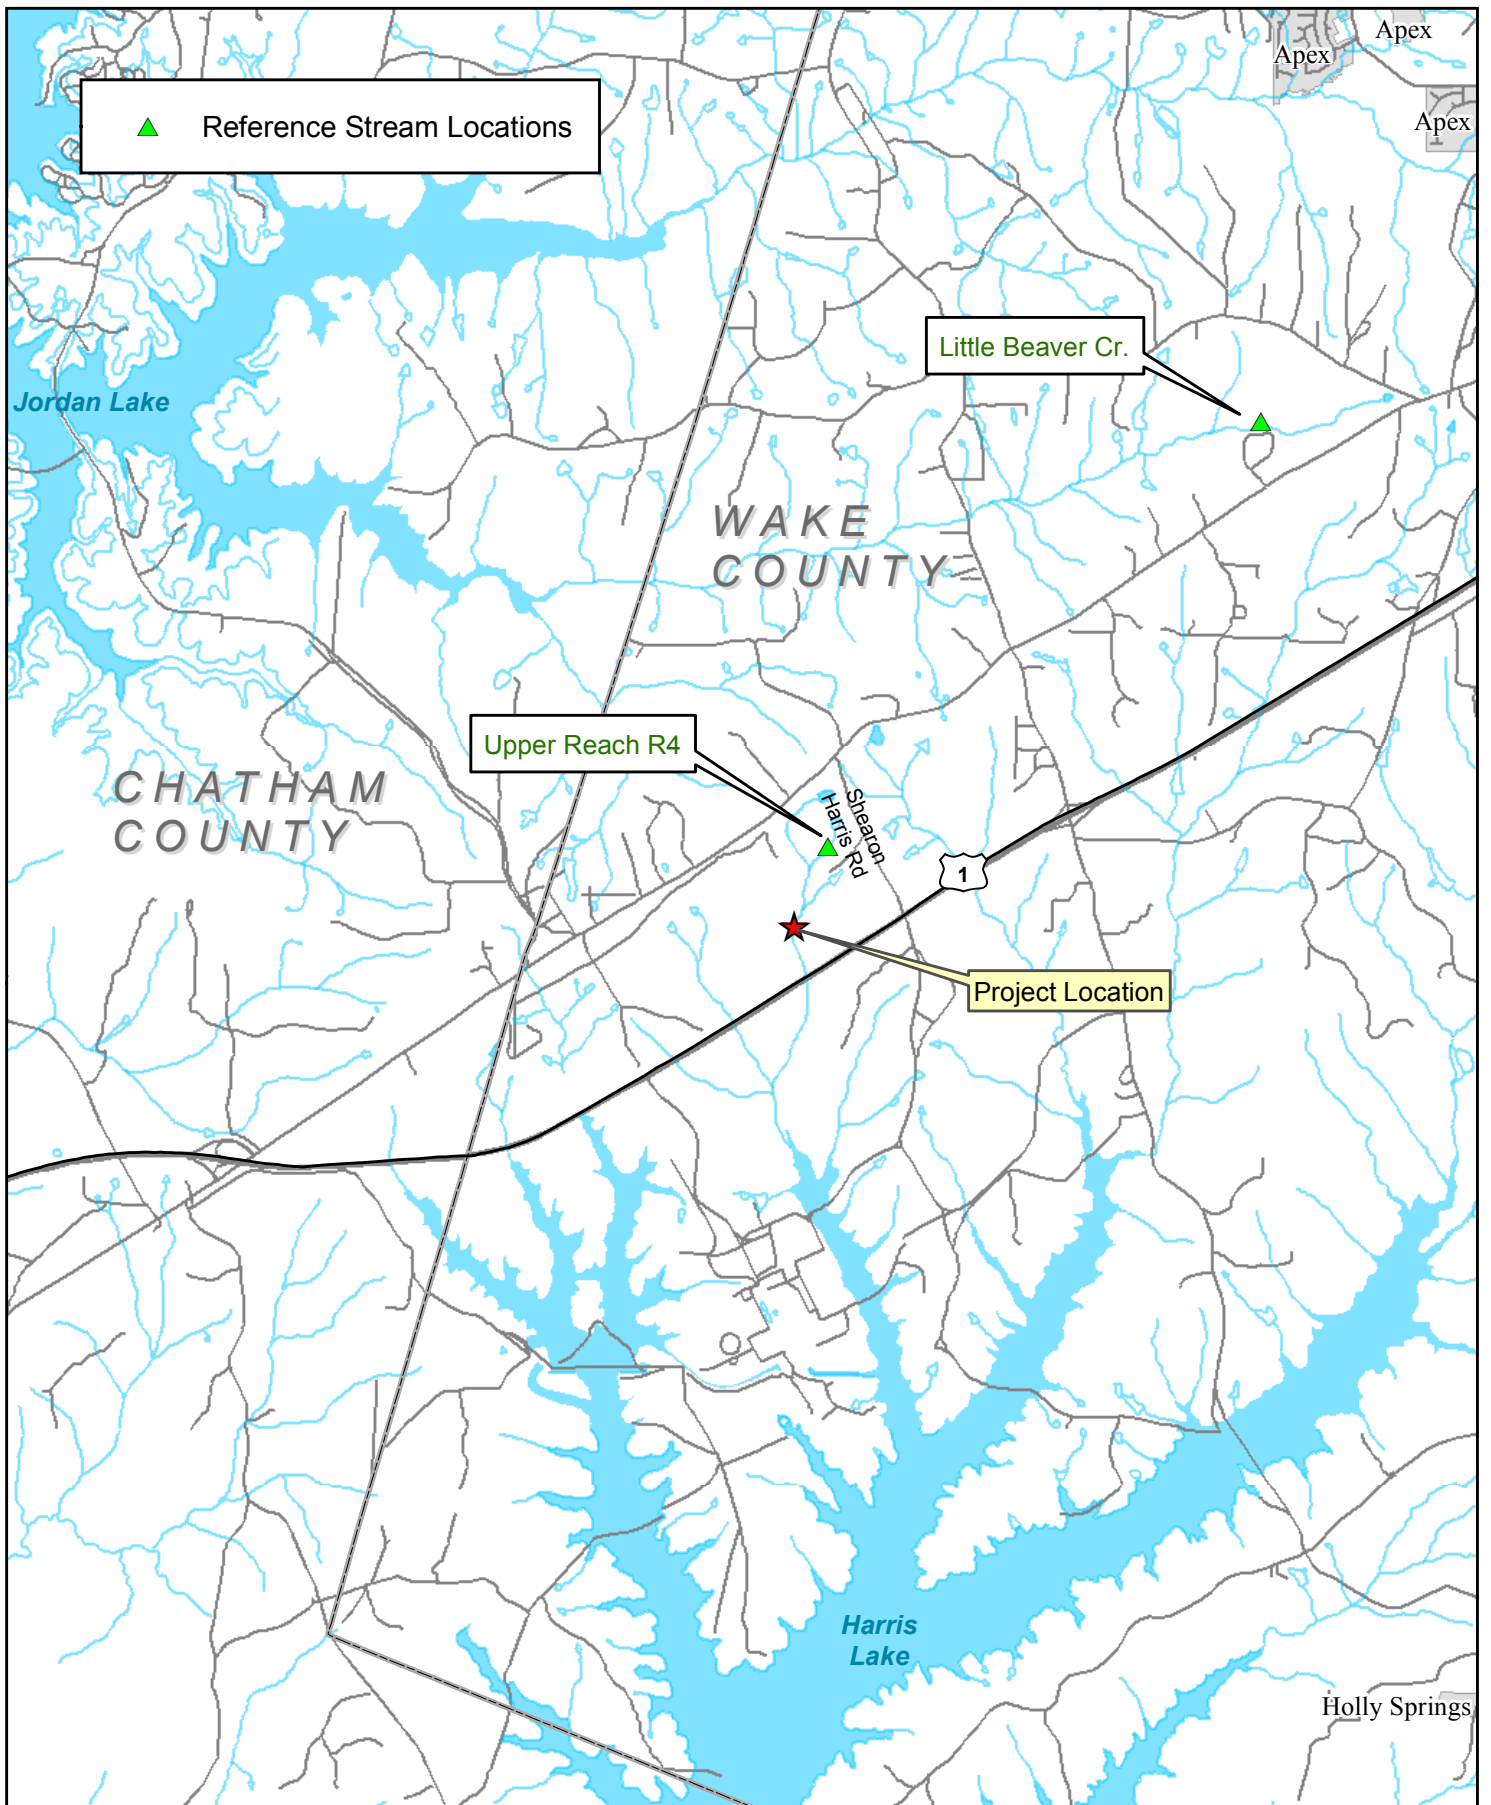 Apex
Apex
Reference Stream Locations
Apex
Little Beaver Cr.
Jordan Lake
WAKE
COUNTY
Upper Reach R4
CHATHAM
COUNTY
Shearon
Harris Rd
1
Project Location
Harris
Lake
Holly Springs